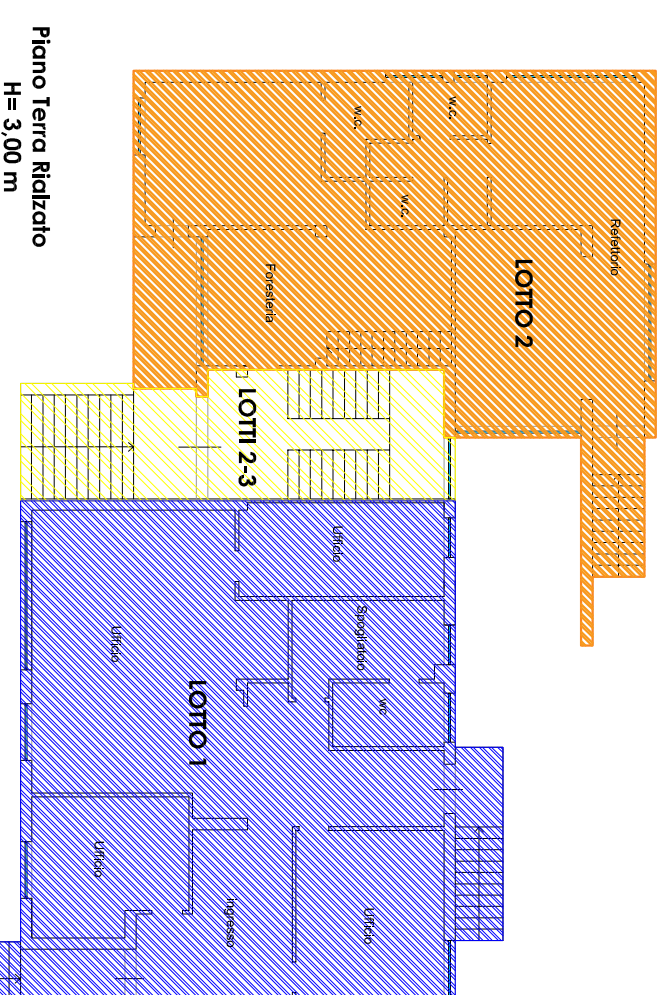 Piano Terra Rialzato
H= 3,00 m
w.c.
w.c.
w.c.
Refettorio
LOTTO 2
Foresteria
LOTTI 2-3
Ufficio
Spogliatoio
wc
Ufficio
LOTTO 1
Ufficio
Ingresso
Ufficio